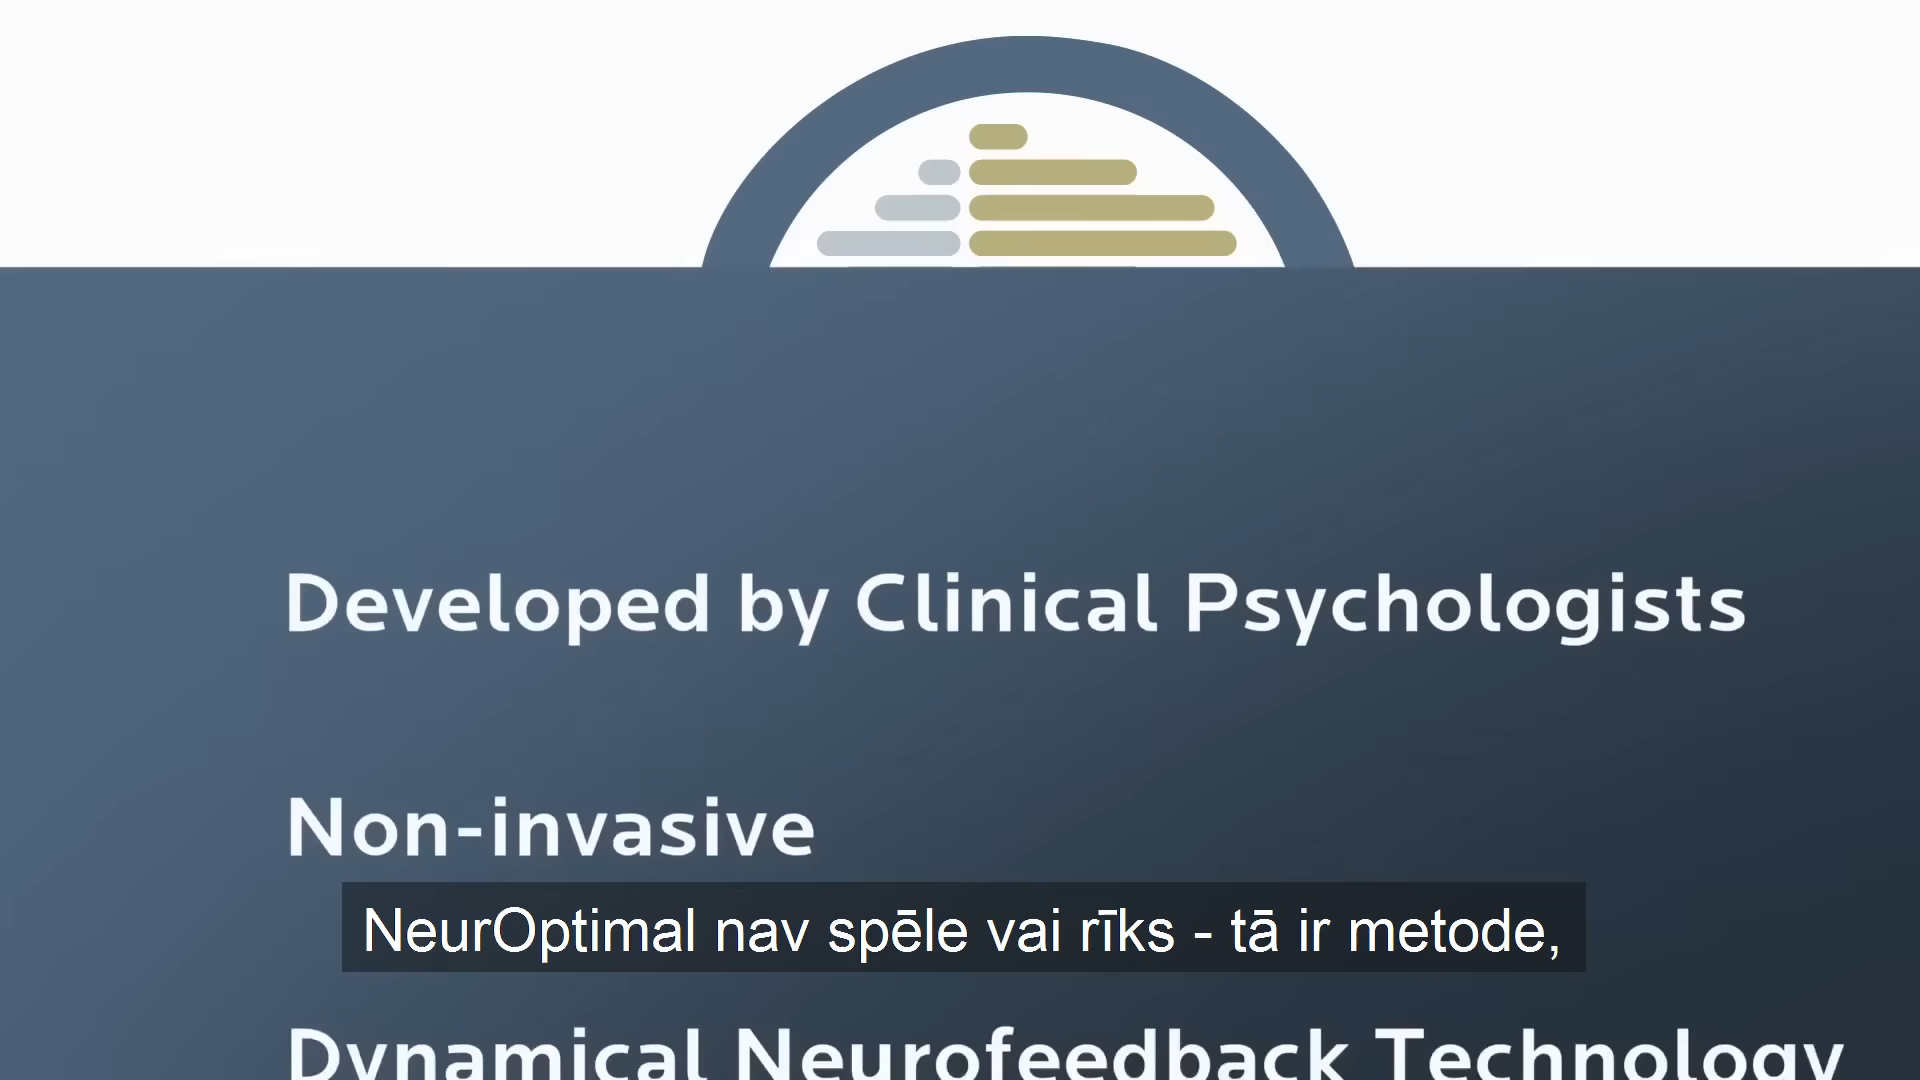 Developed by Clinical Psychologists
Non-invasive
NeurOptimal nav spēle vai rīks - tā ir metode,
Dynamical Neurofeedback Technology